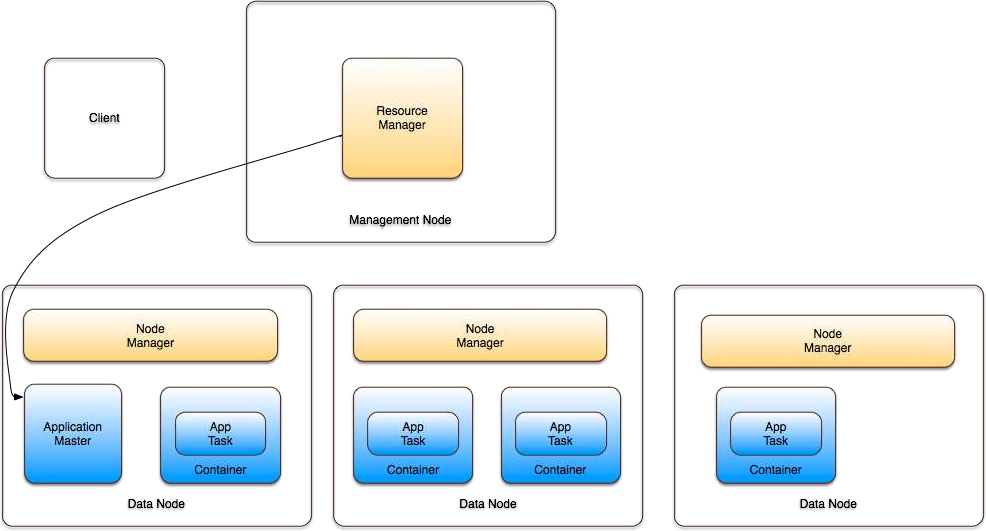 Client
Resource
Manager
Management Node
Node
Manager
Application
Master
App
Task
Container
Data Node
Node
Manager
App
Task
Container
App
Task
Container
Data Node
Node
Manager
App
Task
Container
Data Node